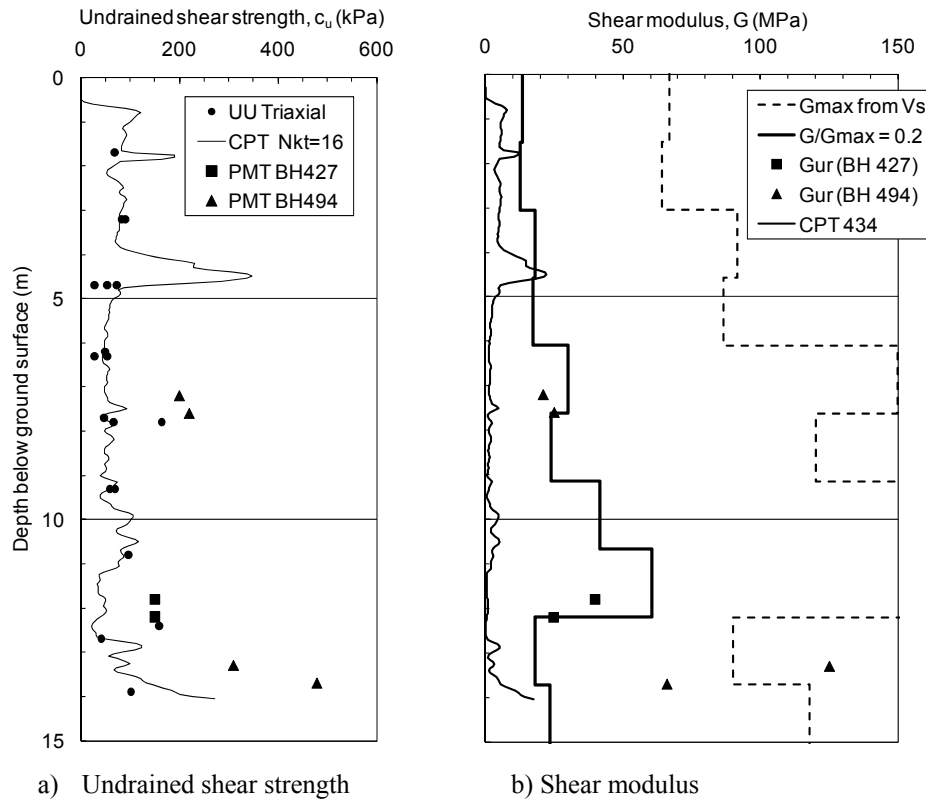 Undrained shear strength, cu (kPa)
0 200 400 600
0
5
10
15
Depth below ground surface (m)
UU Triaxial
CPT Nkt=16
PMT BH427
PMT BH494
a) Undrained shear strength
Shear modulus, G (MPa)
0 50 100 150
Gmax from Vs
G/Gmax = 0.2
Gur (BH 427)
Gur (BH 494)
CPT 434
b) Shear modulus